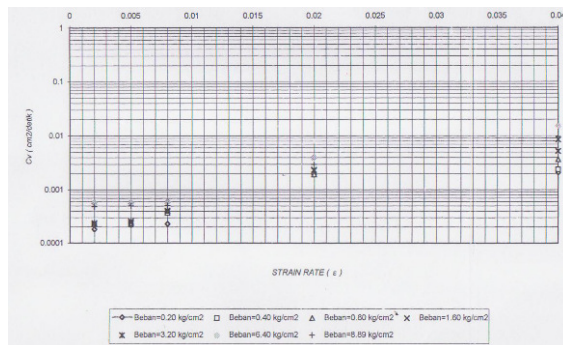 0 0.005 0.01 0.015 0.02 0.025 0.03 0.035 0.04
1
0.1
0.01
0.001
0.0001
Cv ( cm2/detik )
STRAIN RATE ( ε )
Beban=0.20 kg/cm2 Beban=0.40 kg/cm2 Beban=0.80 kg/cm2 Beban=1.60 kg/cm2
Beban=3.20 kg/cm2 Beban=6.40 kg/cm2 Beban=8.89 kg/cm2